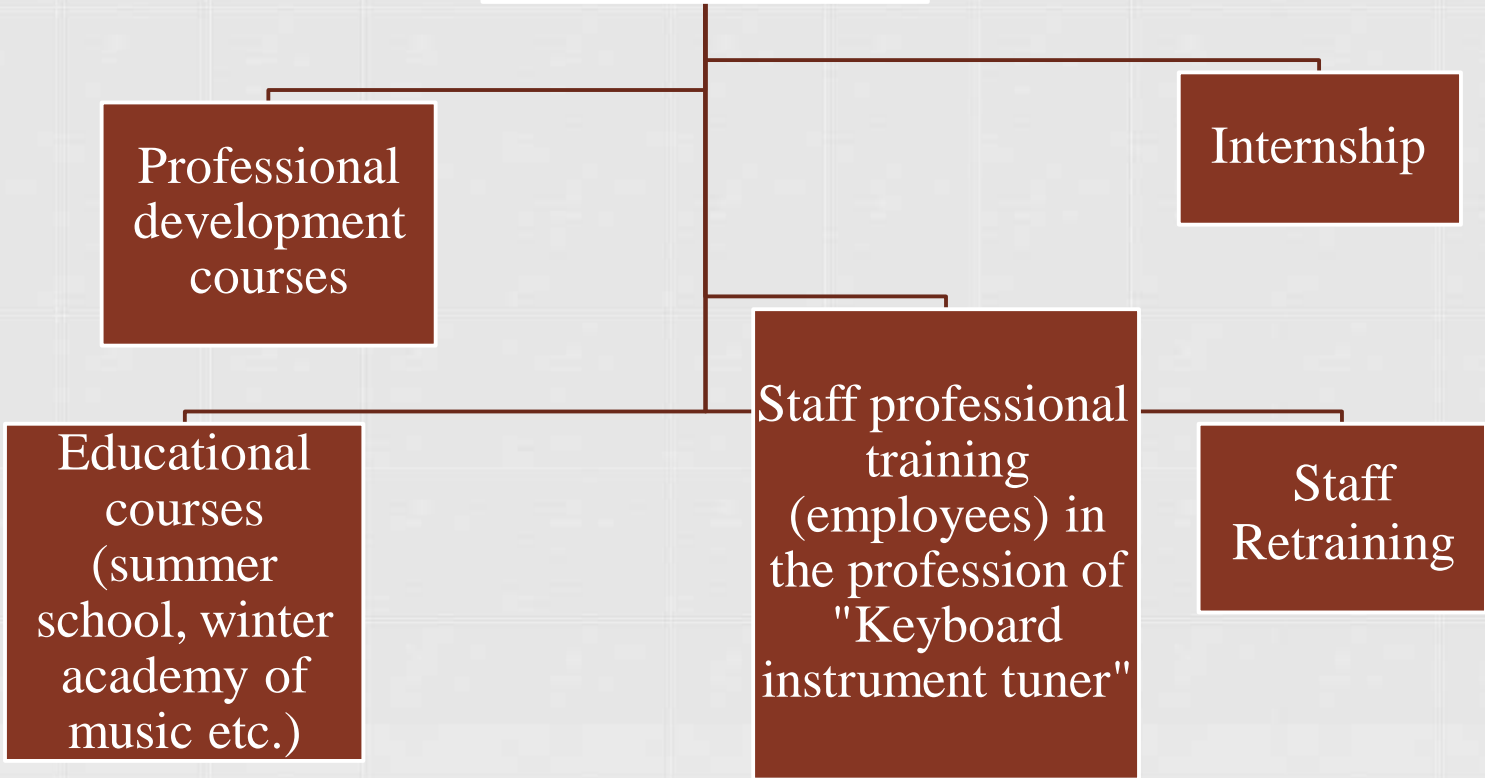 Professional
development
courses
Internship
Educational
courses
(summer
school, winter
academy of
music etc.)
Staff professional
training
(employees) in
the profession of
"Keyboard
instrument tuner"
Staff
Retraining